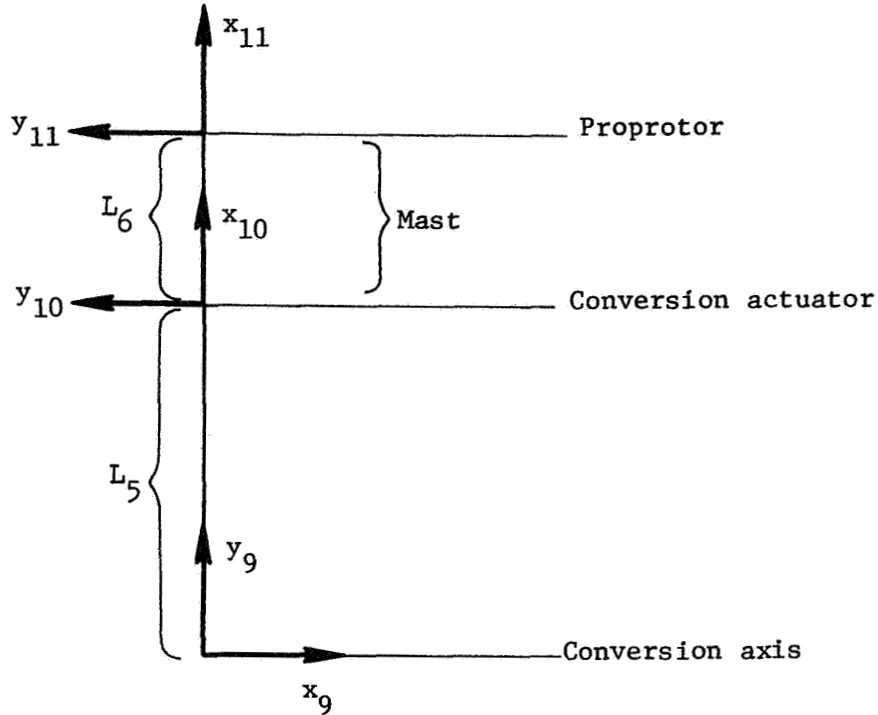 x11
y11
Proprotor
L6
x10
Mast
y10
Conversion actuator
L5
y9
Conversion axis
x9